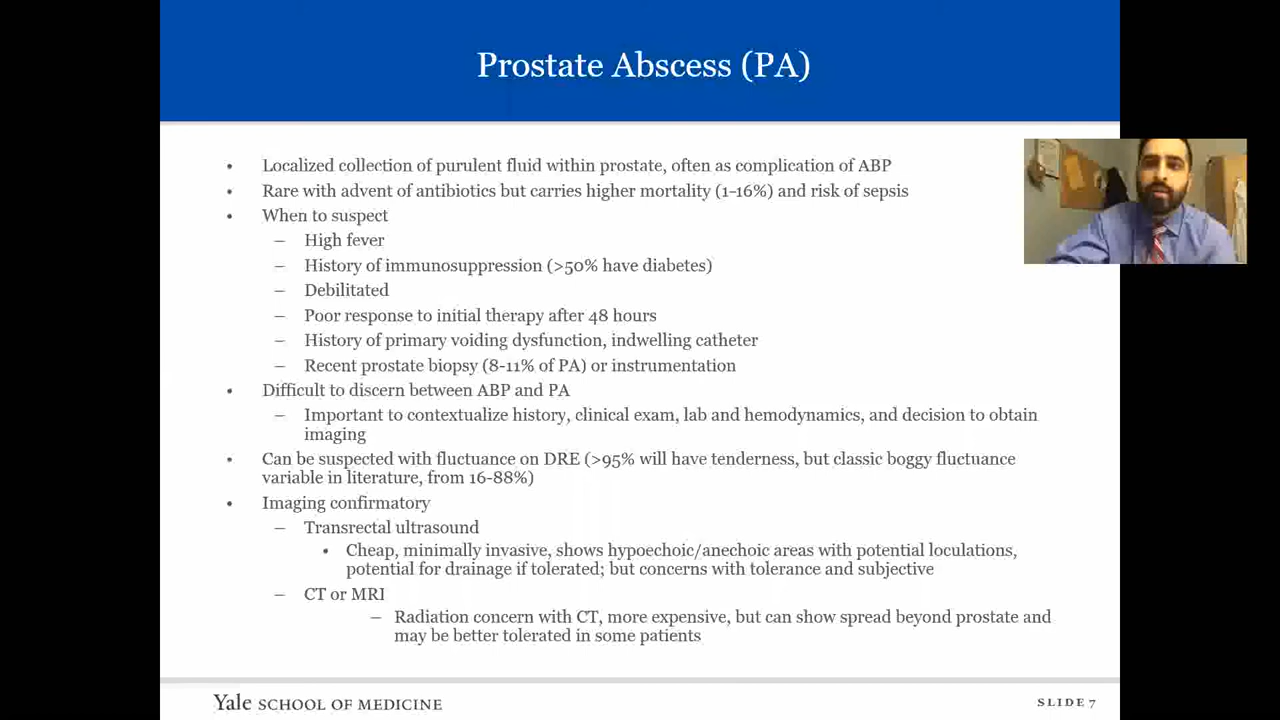 Prostate Abscess (PA)
• Localized collection of purulent fluid within prostate, often as complication of ABP
• Rare with advent of antibiotics but carries higher mortality (1-16%) and risk of sepsis
• When to suspect
– High fever
– History of immunosuppression (>50% have diabetes)
– Debilitated
– Poor response to initial therapy after 48 hours
– History of primary voiding dysfunction, indwelling catheter
– Recent prostate biopsy (8-11% of PA) or instrumentation
• Difficult to discern between ABP and PA
– Important to contextualize history, clinical exam, lab and hemodynamics, and decision to obtain
imaging
• Can be suspected with fluctuance on DRE (>95% will have tenderness, but classic boggy fluctuance
variable in literature, from 16-88%)
• Imaging confirmatory
– Transrectal ultrasound
• Cheap, minimally invasive, shows hypoechoic/anechoic areas with potential loculations,
potential for drainage if tolerated; but concerns with tolerance and subjective
– CT or MRI
– Radiation concern with CT, more expensive, but can show spread beyond prostate and
may be better tolerated in some patients
Yale SCHOOL OF MEDICINE
SLIDE 7